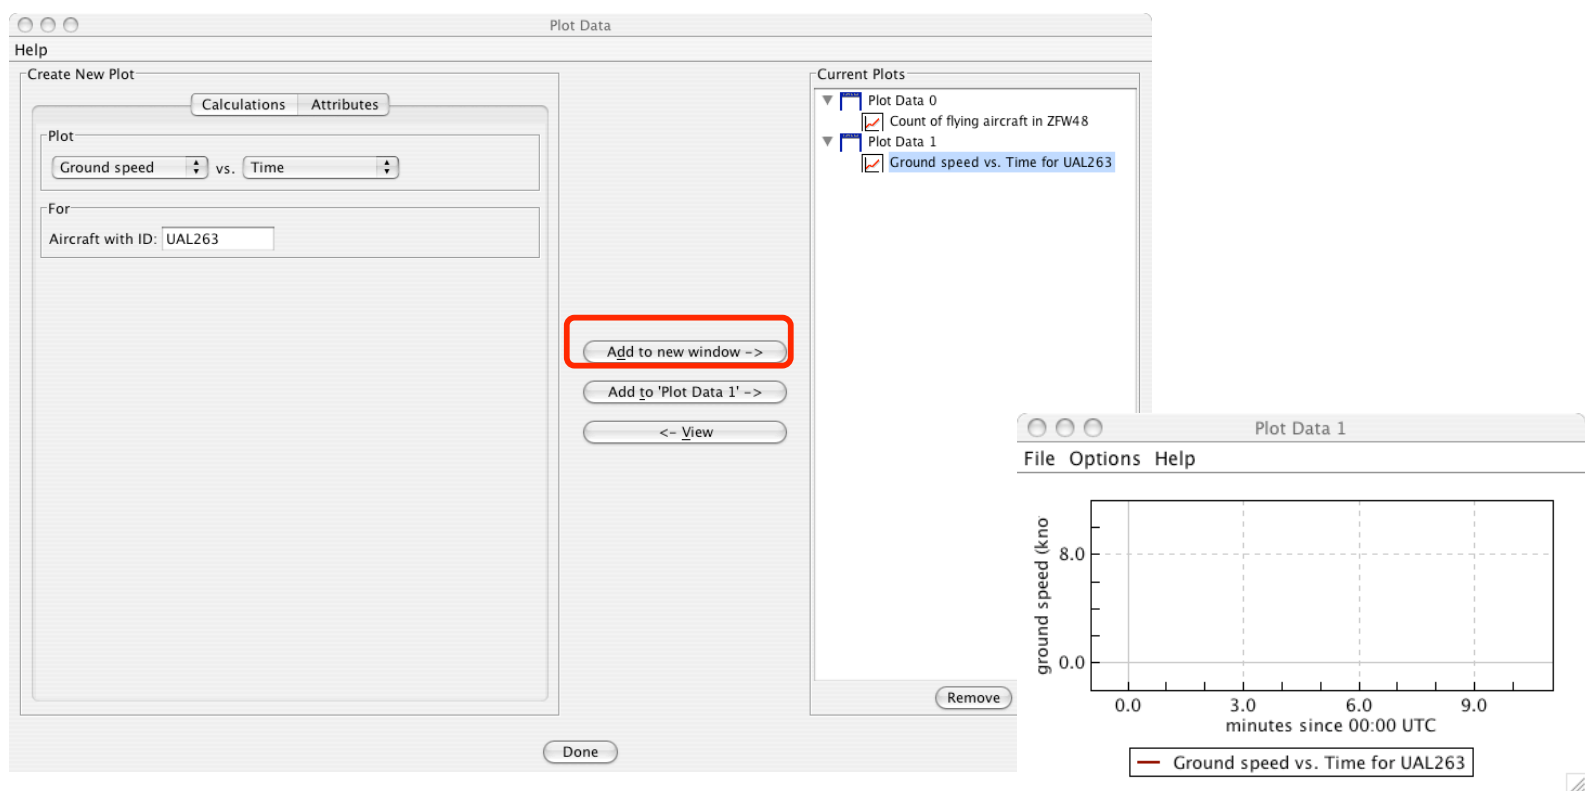 Plot Data
Help
Create New Plot
Calculations Attributes
Plot
Ground speed vs. Time
For
Aircraft with ID: UAL263
Add to new window ->
Add to 'Plot Data 1' ->
<- View
Current Plots
Plot Data 0
Count of flying aircraft in ZFW48
Plot Data 1
Ground speed vs. Time for UAL263
Remove
Done
Plot Data 1
File Options Help
ground speed (kno
8.0
0.0
0.0 3.0 6.0 9.0
minutes since 00:00 UTC
Ground speed vs. Time for UAL263